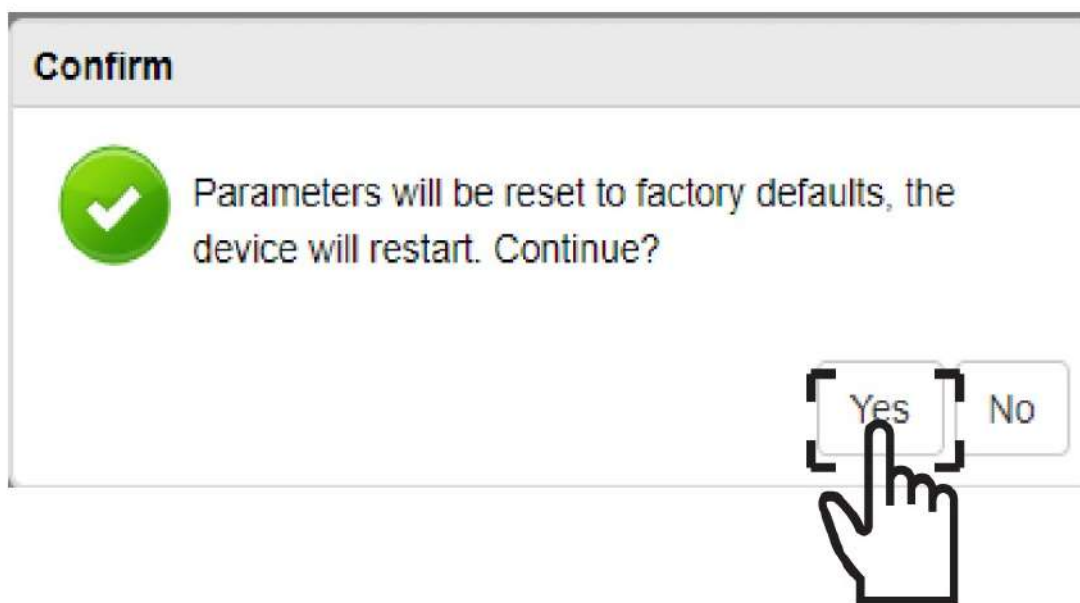 Confirm
Parameters will be reset to factory defaults, the
device will restart. Continue?
Yes No